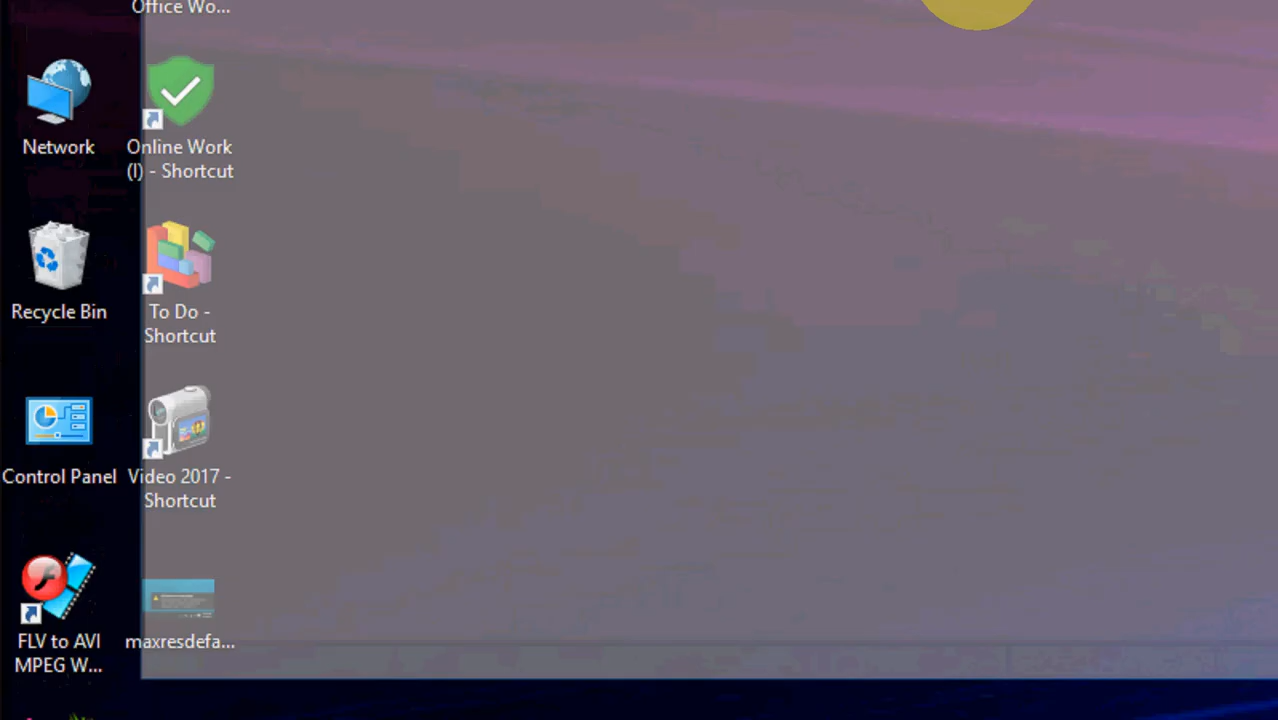 Office Wo...
Network
Online Work
(I) - Shortcut
Recycle Bin
To Do -
Shortcut
Control Panel
Video 2017 -
Shortcut
FLV to AVI
MPEG W...
maxresdefa...